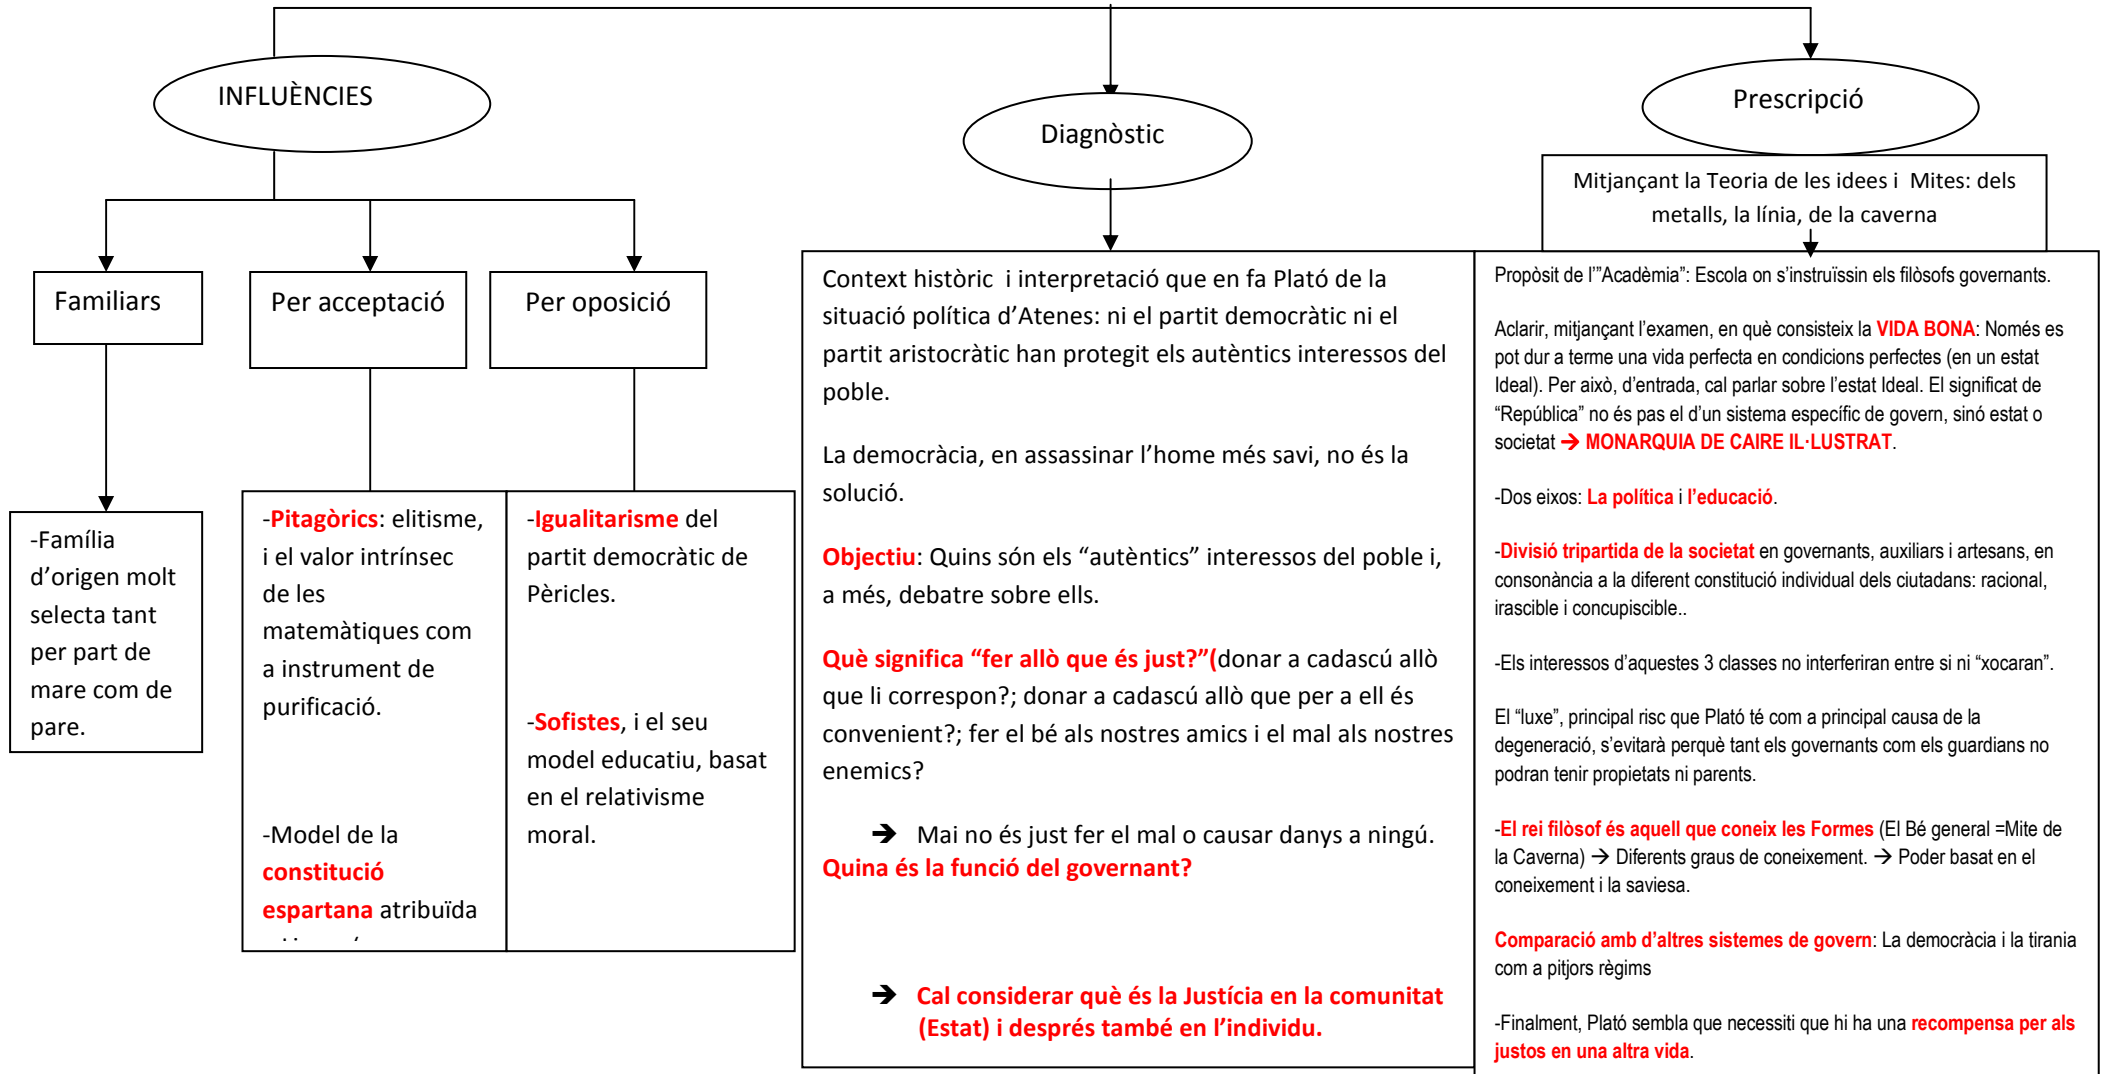 INFLUÈNCIES
Familiars
-Família
d’origen molt
selecta tant
per part de
mare com de
pare.
Per acceptació
-Pitagòrics: elitisme,
i el valor intrínsec
de les
matemàtiques com
a instrument de
purificació.
-Model de la
constitució
espartana atribuïda
Per oposició
-Igualitarisme del
partit democràtic de
Pèricles.
-Sofistes, i el seu
model educatiu, basat
en el relativisme
moral.
Diagnòstic
Context històric i interpretació que en fa Plató de la
situació política d’Atenes: ni el partit democràtic ni el
partit aristocràtic han protegit els autèntics interessos del
poble.
La democràcia, en assassinar l’home més savi, no és la
solució.
Objectiu: Quins són els “autèntics” interessos del poble i,
a més, debatre sobre ells.
Què significa “fer allò que és just?”(donar a cadascú allò
que li correspon?; donar a cadascú allò que per a ell és
convenient?; fer el bé als nostres amics i el mal als nostres
enemics?
➔ Mai no és just fer el mal o causar danys a ningú.
Quina és la funció del governant?
➔ Cal considerar què és la Justícia en la comunitat
(Estat) i després també en l’individu.
Prescripció
Mitjançant la Teoria de les idees i Mites: dels
metalls, la línia, de la caverna
Propòsit de l’”Acadèmia”: Escola on s’instruïssin els filòsofs governants.
Aclarir, mitjançant l’examen, en què consisteix la VIDA BONA: Només es
pot dur a terme una vida perfecta en condicions perfectes (en un estat
Ideal). Per això, d’entrada, cal parlar sobre l’estat Ideal. El significat de
“República” no és pas el d’un sistema específic de govern, sinó estat o
societat ➔ MONARQUIA DE CAIRE IL·LUSTRAT.
-Dos eixos: La política i l’educació.
-Divisió tripartida de la societat en governants, auxiliars i artesans, en
consonància a la diferent constitució individual dels ciutadans: racional,
irascible i concupiscible..
-Els interessos d’aquestes 3 classes no interferiran entre si ni “xocaran”.
El “luxe”, principal risc que Plató té com a principal causa de la
degeneració, s’evitarà perquè tant els governants com els guardians no
podran tenir propietats ni parents.
-El rei filòsof és aquell que coneix les Formes (El Bé general =Mite de
la Caverna) → Diferents graus de coneixement. → Poder basat en el
coneixement i la saviesa.
Comparació amb d’altres sistemes de govern: La democràcia i la tirania
com a pitjors règims
-Finalment, Plató sembla que necessiti que hi ha una recompensa per als
justos en una altra vida.